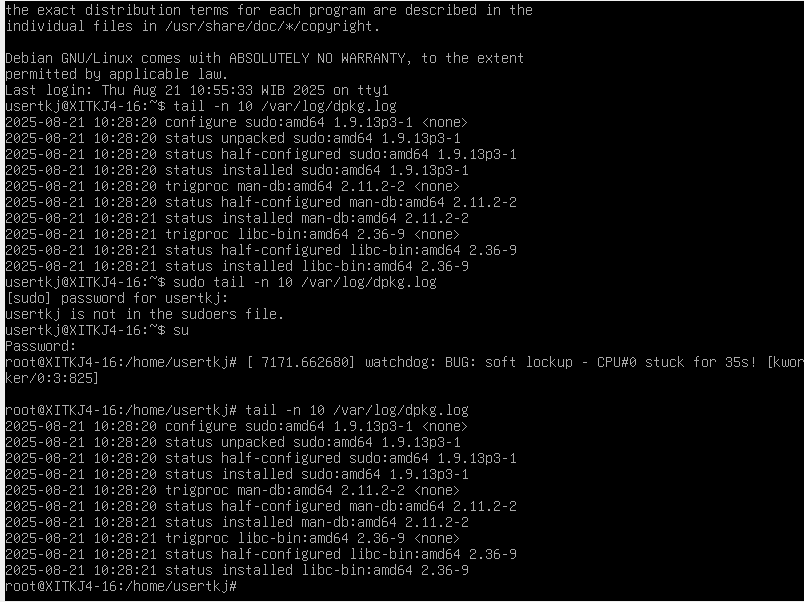 the exact distribution terms for each program are described in the
individual files in /usr/share/doc/*/copyright.
Debian GNU/Linux comes with ABSOLUTELY NO WARRANTY, to the extent
permitted by applicable law.
Last login: Thu Aug 21 10:55:33 WIB 2025 on tty1
usertkj@XITKJ4-16:~$ tail -n 10 /var/log/dpkg.log
2025-08-21 10:28:20 configure sudo:amd64 1.9.13p3-1 <none>
2025-08-21 10:28:20 status unpacked sudo:amd64 1.9.13p3-1
2025-08-21 10:28:20 status half-configured sudo:amd64 1.9.13p3-1
2025-08-21 10:28:20 status installed sudo:amd64 1.9.13p3-1
2025-08-21 10:28:20 trigproc man-db:amd64 2.11.2-2 <none>
2025-08-21 10:28:20 status half-configured man-db:amd64 2.11.2-2
2025-08-21 10:28:21 status installed man-db:amd64 2.11.2-2
2025-08-21 10:28:21 trigproc libc-bin:amd64 2.36-9 <none>
2025-08-21 10:28:21 status half-configured libc-bin:amd64 2.36-9
2025-08-21 10:28:21 status installed libc-bin:amd64 2.36-9
usertkj@XITKJ4-16:~$ sudo tail -n 10 /var/log/dpkg.log
[sudo] password for usertkj:
usertkj is not in the sudoers file.
usertkj@XITKJ4-16:~$ su
Password:
root@XITKJ4-16:/home/usertkj# [ 7171.662680] watchdog: BUG: soft lockup - CPU#0 stuck for 35s! [kwor
ker/0:3:825]
root@XITKJ4-16:/home/usertkj# tail -n 10 /var/log/dpkg.log
2025-08-21 10:28:20 configure sudo:amd64 1.9.13p3-1 <none>
2025-08-21 10:28:20 status unpacked sudo:amd64 1.9.13p3-1
2025-08-21 10:28:20 status half-configured sudo:amd64 1.9.13p3-1
2025-08-21 10:28:20 status installed sudo:amd64 1.9.13p3-1
2025-08-21 10:28:20 trigproc man-db:amd64 2.11.2-2 <none>
2025-08-21 10:28:20 status half-configured man-db:amd64 2.11.2-2
2025-08-21 10:28:21 status installed man-db:amd64 2.11.2-2
2025-08-21 10:28:21 trigproc libc-bin:amd64 2.36-9 <none>
2025-08-21 10:28:21 status half-configured libc-bin:amd64 2.36-9
2025-08-21 10:28:21 status installed libc-bin:amd64 2.36-9
root@XITKJ4-16:/home/usertkj#